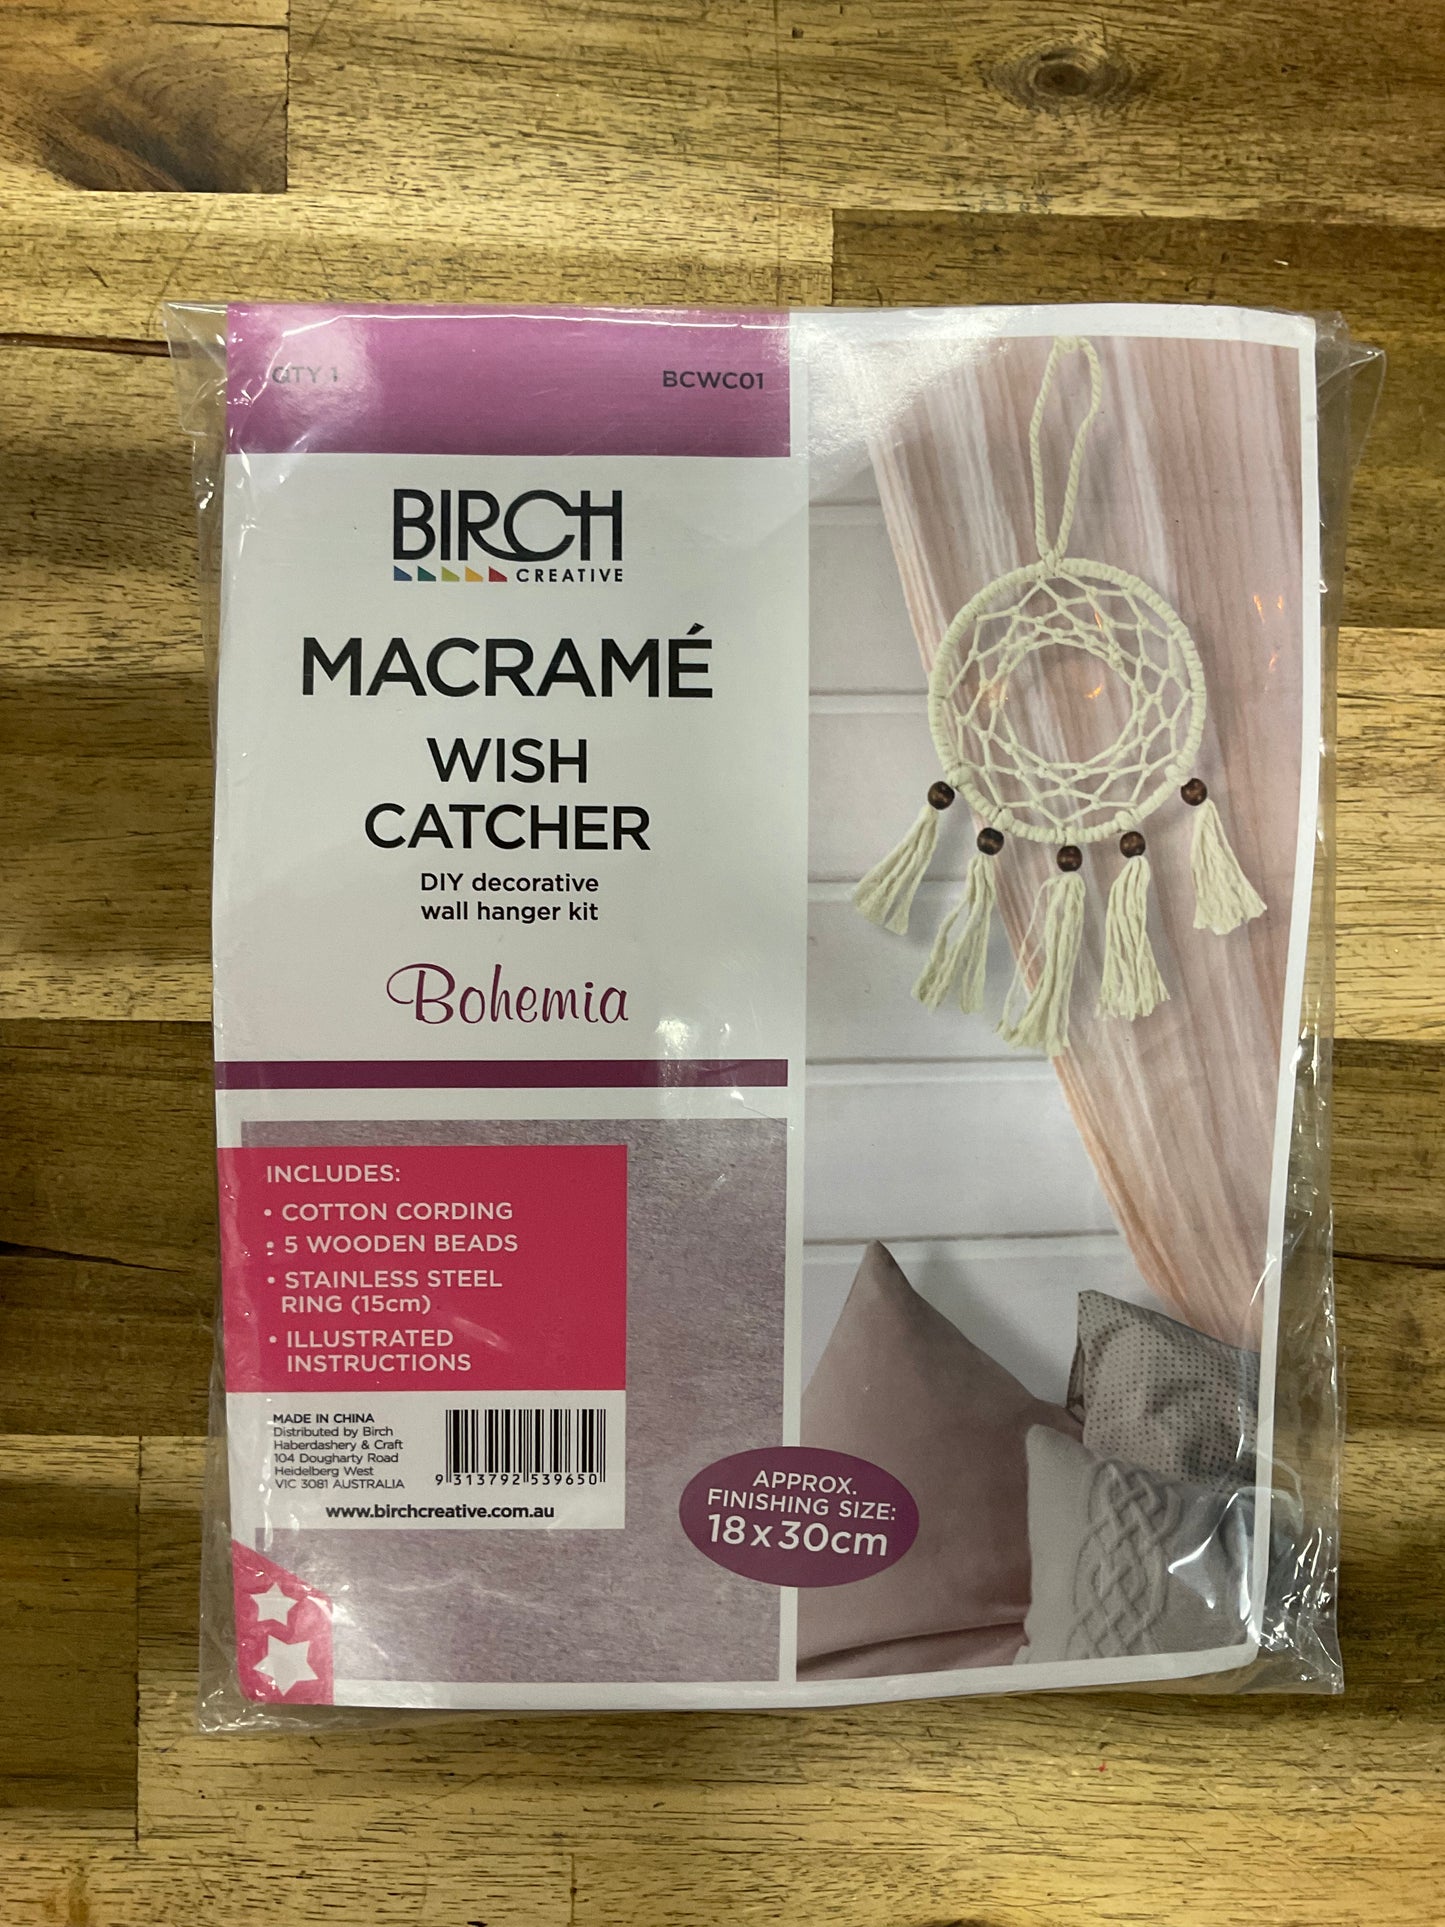 QTY 1
BCWC01
BIRCH
CREATIVE
MACRAMÉ
WISH
CATCHER
DIY decorative
wall hanger kit
Bohemia
INCLUDES:
• COTTON CORDING
• 5 WOODEN BEADS
• STAINLESS STEEL
RING (15cm)
• ILLUSTRATED
INSTRUCTIONS
MADE IN CHINA
Distributed by Birch
Haberdashery & Craft
104 Dougharty Road
Heidelberg West
VIC 3081 AUSTRALIA
9 313792 539650
www.birchcreative.com.au
APPROX.
FINISHING SIZE:
18 x 30cm